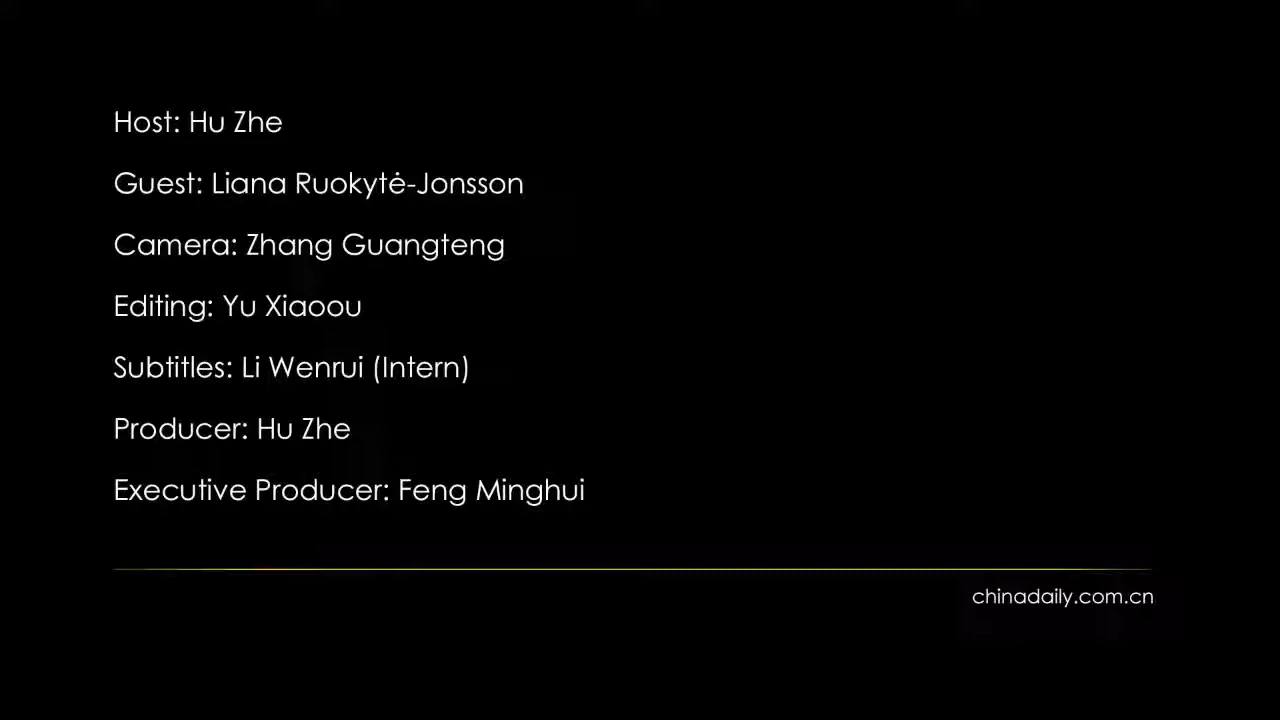 Host: Hu Zhe
Guest: Liana Ruokytė-Jonsson
Camera: Zhang Guangteng
Editing: Yu Xiaoou
Subtitles: Li Wenrui (Intern)
Producer: Hu Zhe
Executive Producer: Feng Minghui
chinadaily.com.cn